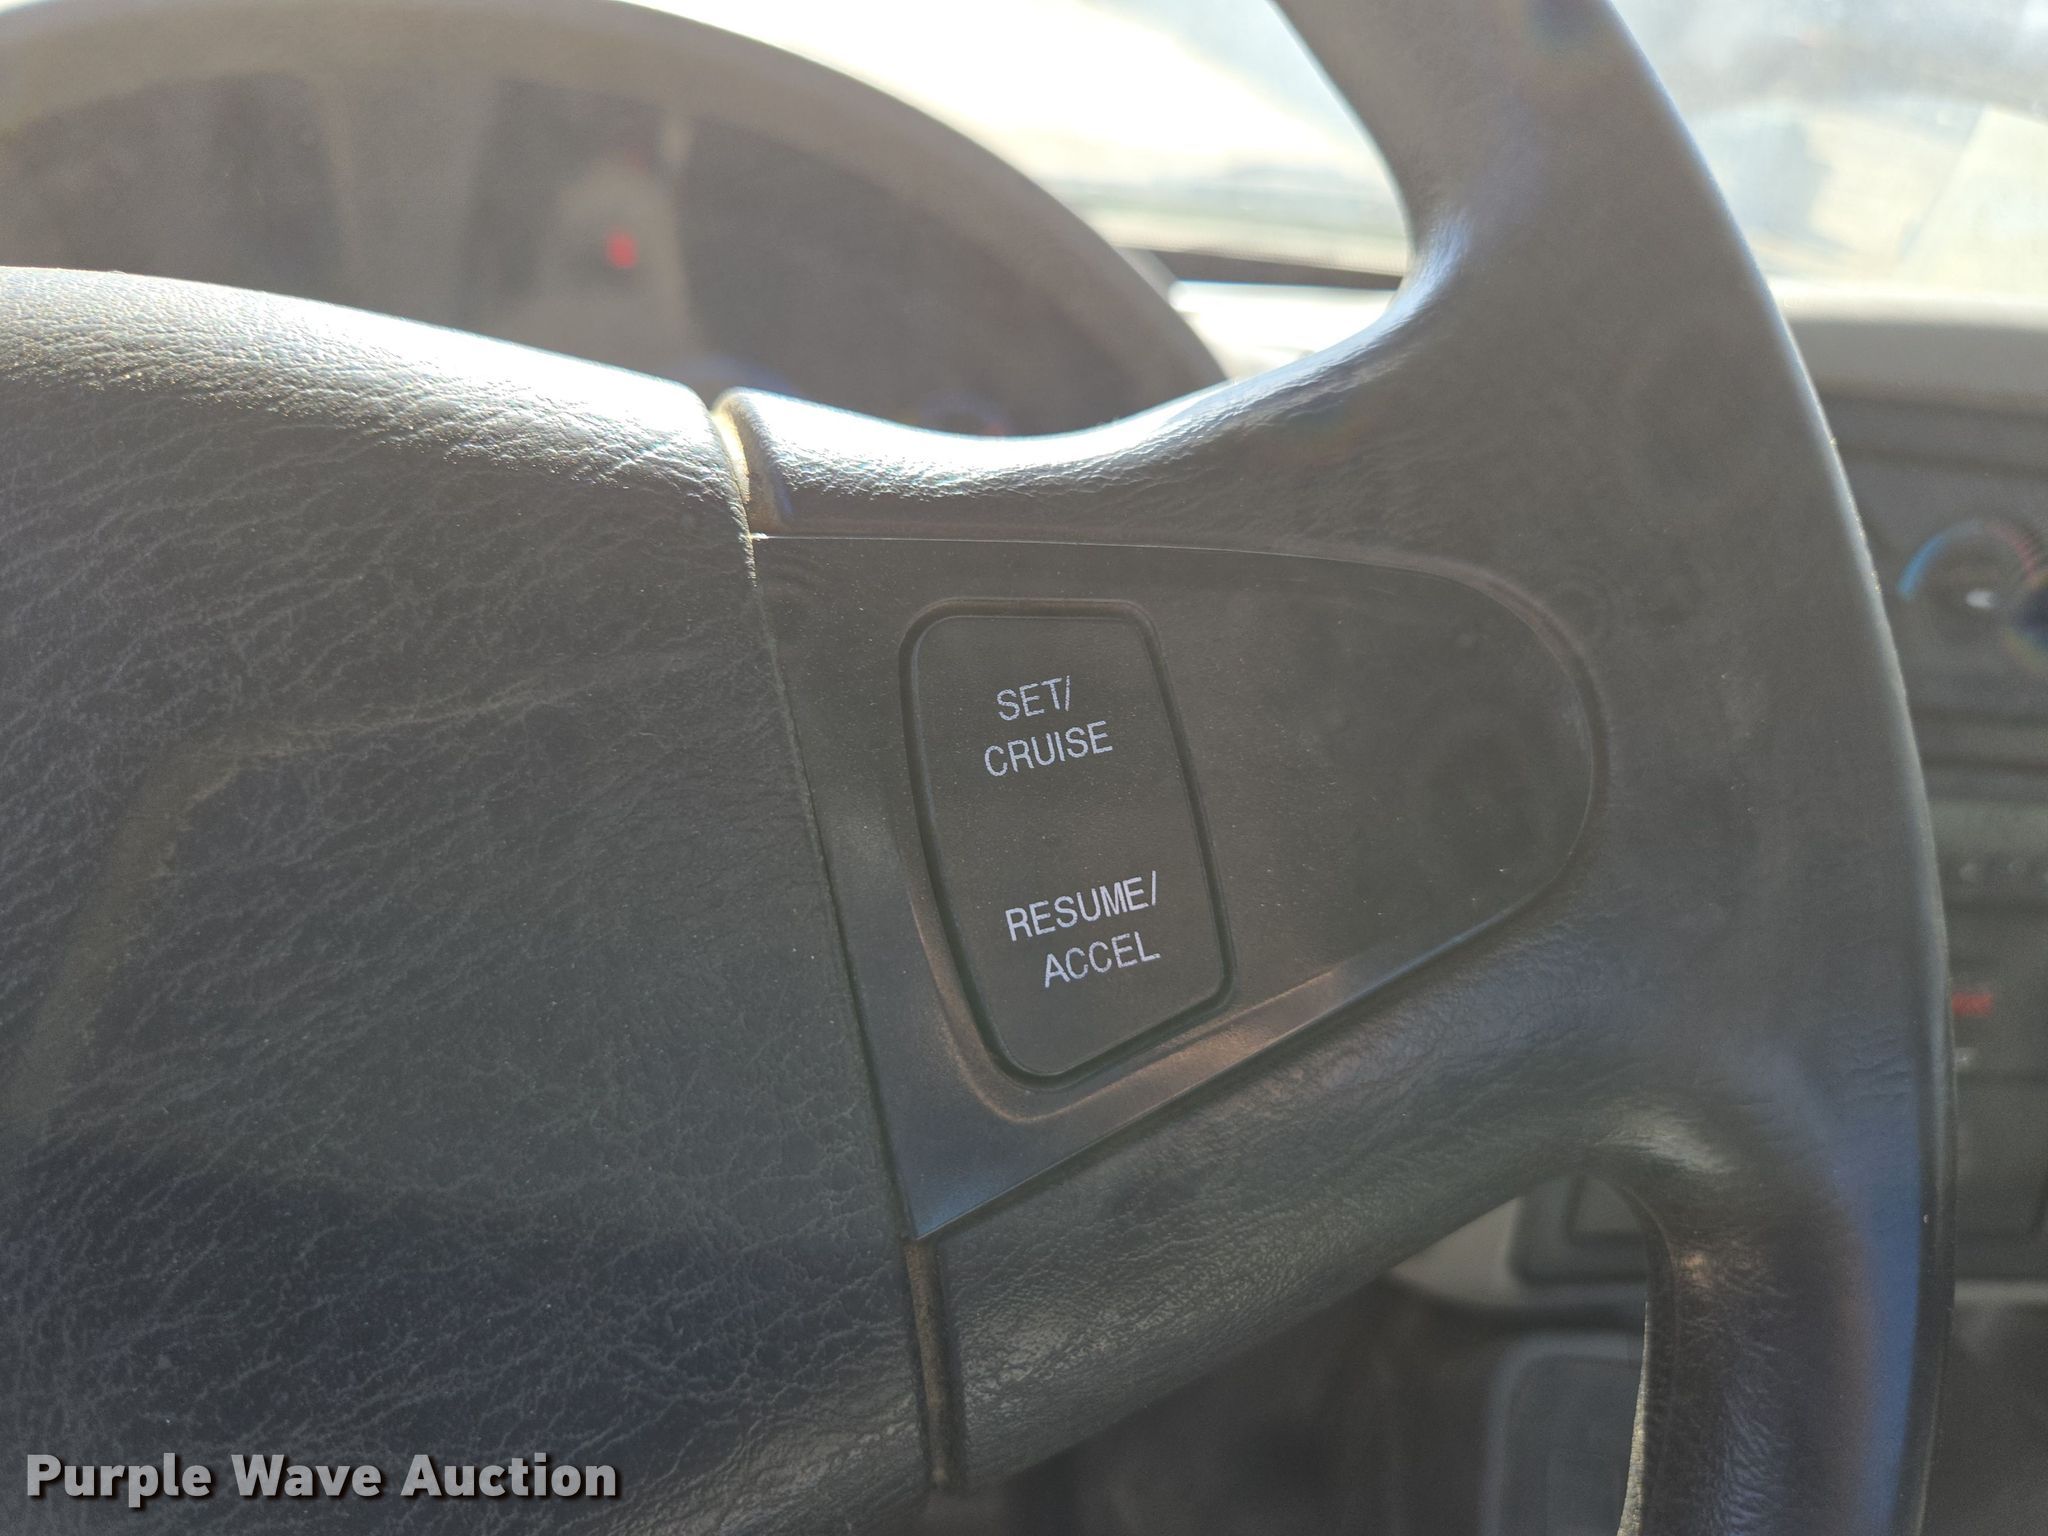 SET/
CRUISE
RESUME/
ACCEL
Purple Wave Auction